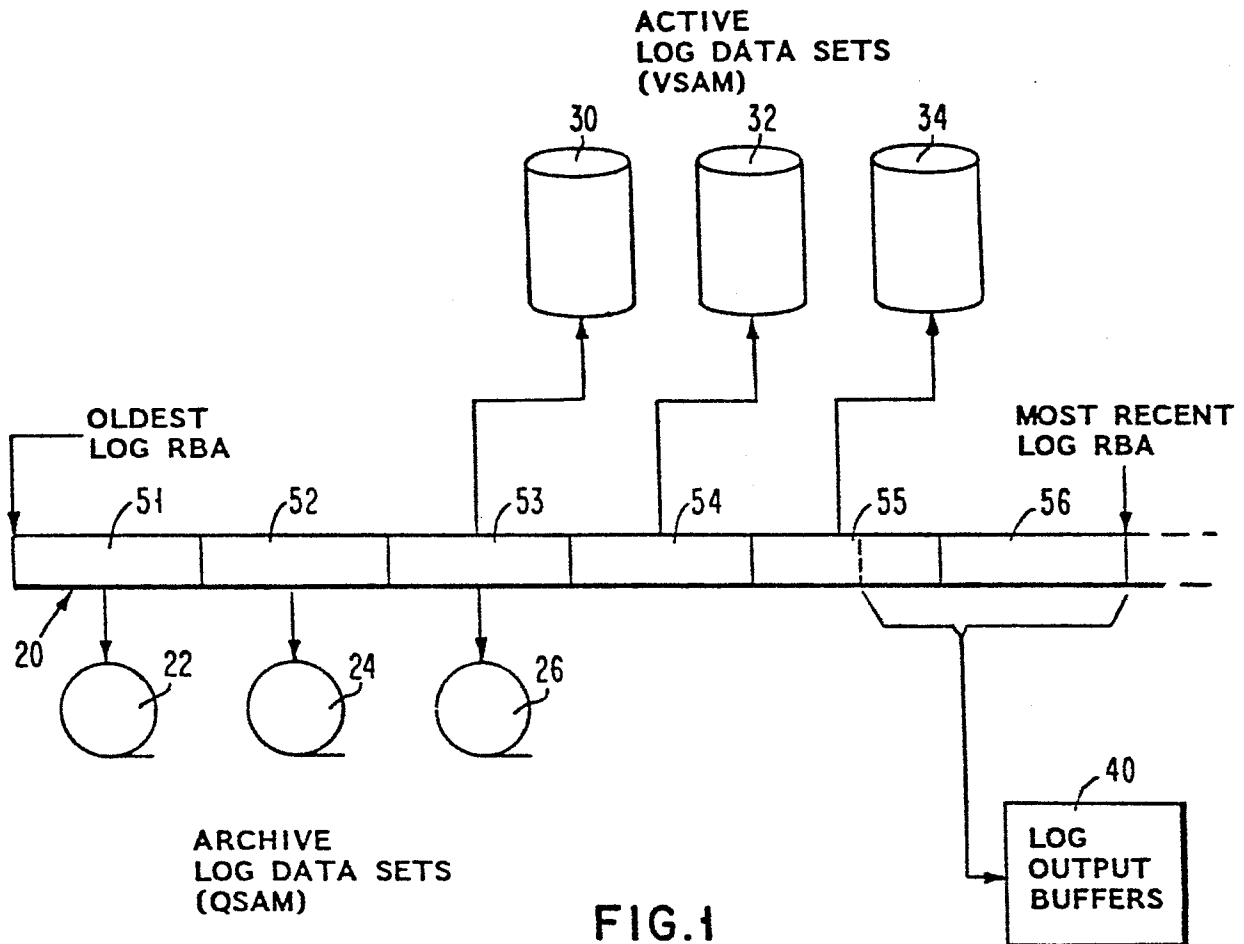 ACTIVE
LOG DATA SETS
(VSAM)
30
32
34
OLDEST
LOG RBA
MOST RECENT
LOG RBA
51
52
53
54
55
56
20
22
24
26
40
LOG
OUTPUT
BUFFERS
ARCHIVE
LOG DATA SETS
(QSAM)
FIG.1